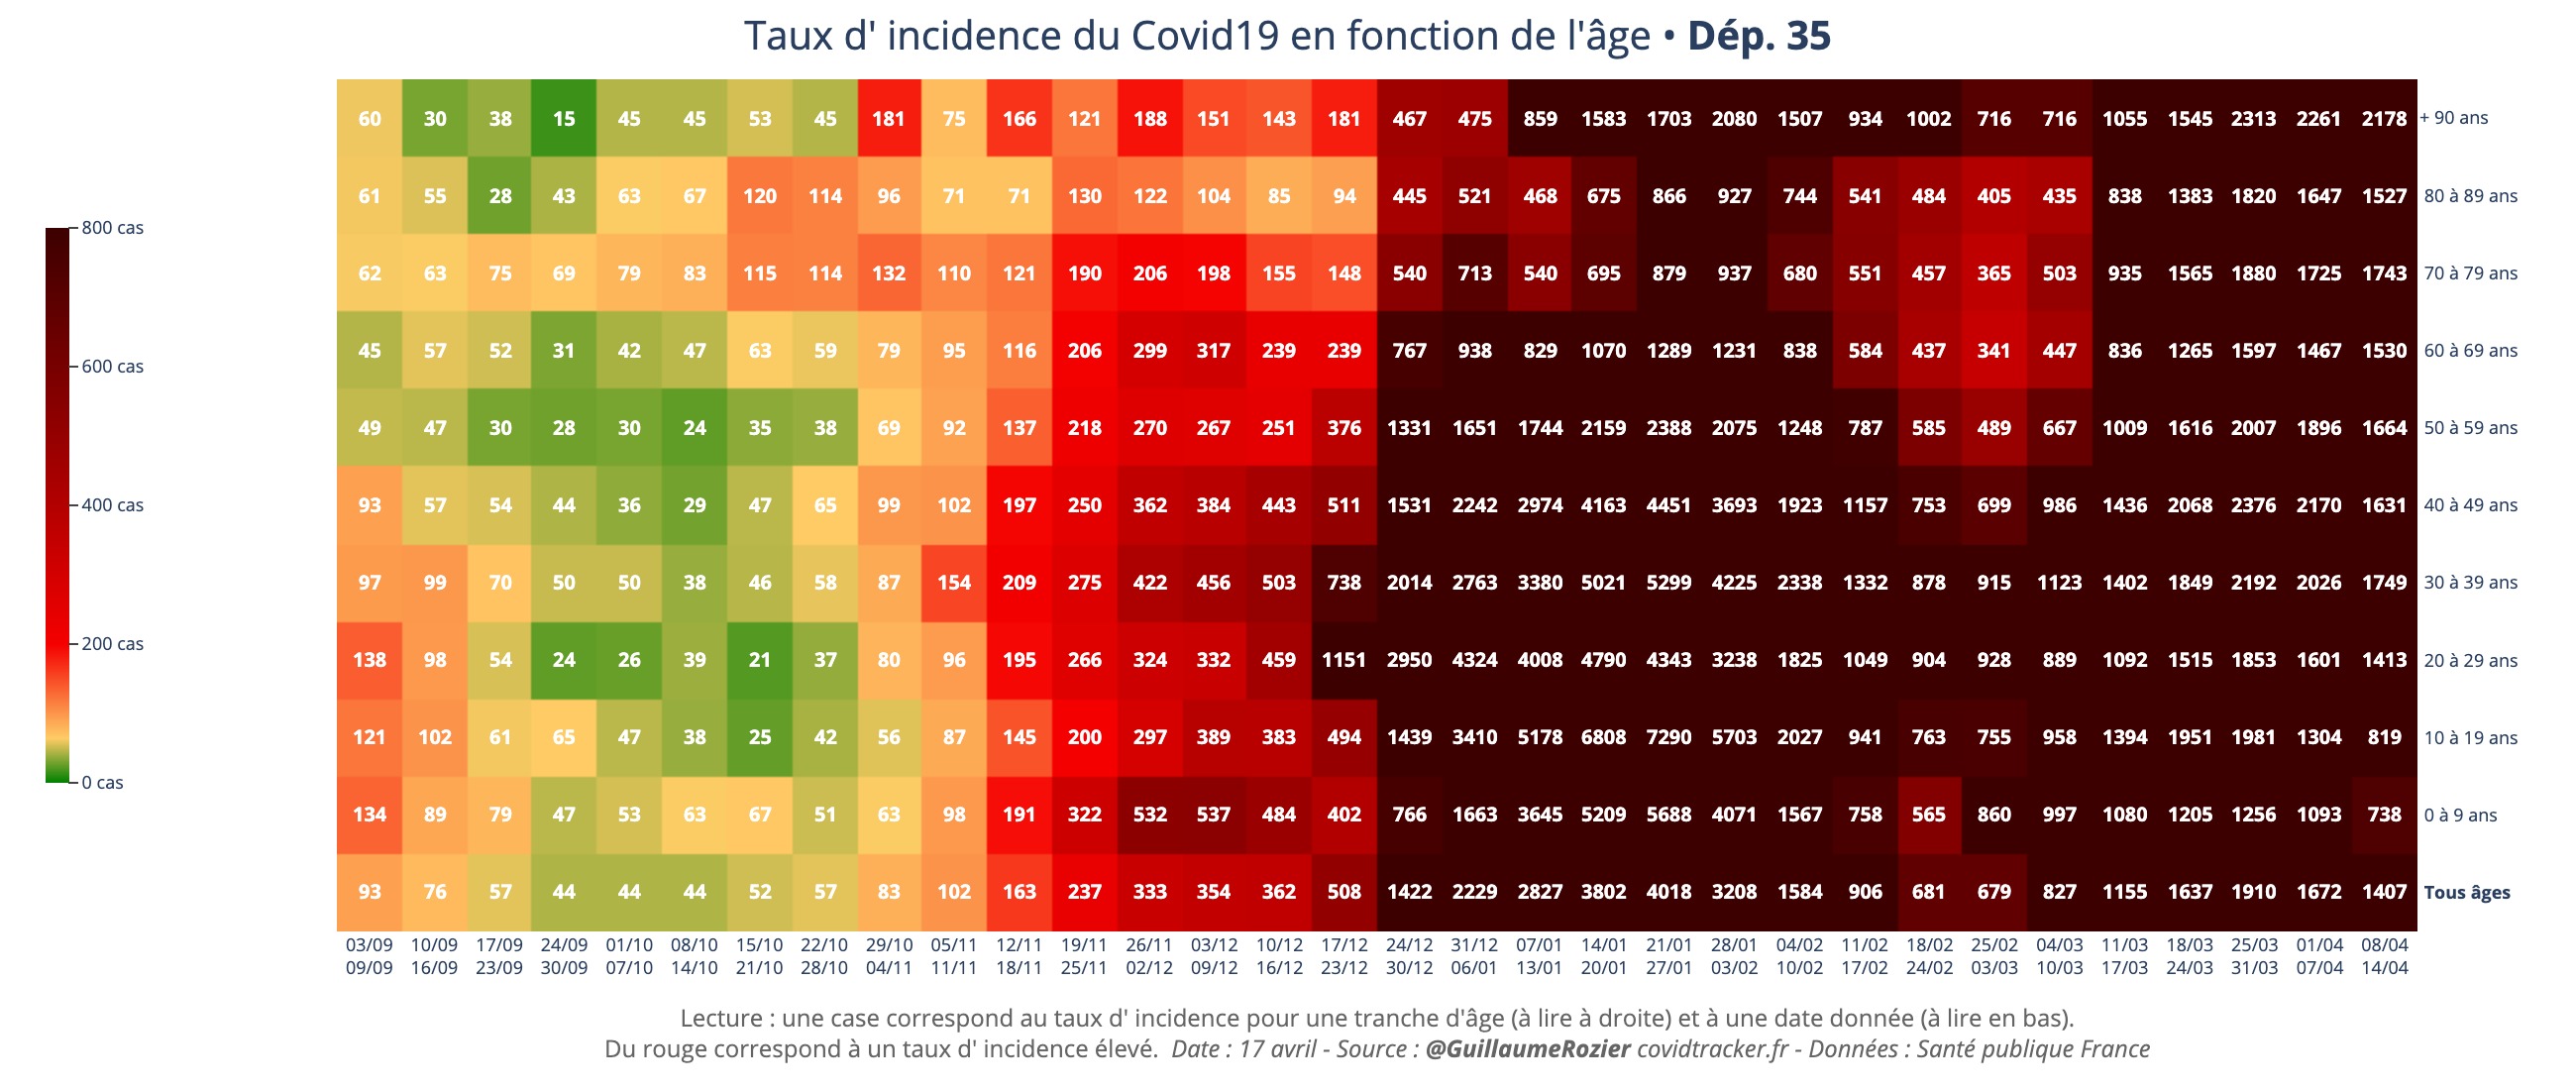 Taux d' incidence du Covid19 en fonction de l'âge • Dép. 35
800 cas
600 cas
400 cas
200 cas
0 cas
60 30 38 15 45 45 53 45 181 75 166 121 188 151 143 181 467 475 859 1583 1703 2080 1507 934 1002 716 716 1055 1545 2313 2261 2178 + 90 ans
61 55 28 43 63 67 120 114 96 71 71 130 122 104 85 94 445 521 468 675 866 927 744 541 484 405 435 838 1383 1820 1647 1527 80 à 89 ans
62 63 75 69 79 83 115 114 132 110 121 190 206 198 155 148 540 713 540 695 879 937 680 551 457 365 503 935 1565 1880 1725 1743 70 à 79 ans
45 57 52 31 42 47 63 59 79 95 116 206 299 317 239 239 767 938 829 1070 1289 1231 838 584 437 341 447 836 1265 1597 1467 1530 60 à 69 ans
49 47 30 28 30 24 35 38 69 92 137 218 270 267 251 376 1331 1651 1744 2159 2388 2075 1248 787 585 489 667 1009 1616 2007 1896 1664 50 à 59 ans
93 57 54 44 36 29 47 65 99 102 197 250 362 384 443 511 1531 2242 2974 4163 4451 3693 1923 1157 753 699 986 1436 2068 2376 2170 1631 40 à 49 ans
97 99 70 50 50 38 46 58 87 154 209 275 422 456 503 738 2014 2763 3380 5021 5299 4225 2338 1332 878 915 1123 1402 1849 2192 2026 1749 30 à 39 ans
138 98 54 24 26 39 21 37 80 96 195 266 324 332 459 1151 2950 4324 4008 4790 4343 3238 1825 1049 904 928 889 1092 1515 1853 1601 1413 20 à 29 ans
121 102 61 65 47 38 25 42 56 87 145 200 297 389 383 494 1439 3410 5178 6808 7290 5703 2027 941 763 755 958 1394 1951 1981 1304 819 10 à 19 ans
134 89 79 47 53 63 67 51 63 98 191 322 532 537 484 402 766 1663 3645 5209 5688 4071 1567 758 565 860 997 1080 1205 1256 1093 738 0 à 9 ans
93 76 57 44 44 44 52 57 83 102 163 237 333 354 362 508 1422 2229 2827 3802 4018 3208 1584 906 681 679 827 1155 1637 1910 1672 1407 Tous âges
03/09 10/09 17/09 24/09 01/10 08/10 15/10 22/10 29/10 05/11 12/11 19/11 26/11 03/12 10/12 17/12 24/12 31/12 07/01 14/01 21/01 28/01 04/02 11/02 18/02 25/02 04/03 11/03 18/03 25/03 01/04 08/04
09/09 16/09 23/09 30/09 07/10 14/10 21/10 28/10 04/11 11/11 18/11 25/11 02/12 09/12 16/12 23/12 30/12 06/01 13/01 20/01 27/01 03/02 10/02 17/02 24/02 03/03 10/03 17/03 24/03 31/03 07/04 14/04
Lecture : une case correspond au taux d' incidence pour une tranche d'âge (à lire à droite) et à une date donnée (à lire en bas).
Du rouge correspond à un taux d' incidence élevé. Date : 17 avril - Source : @GuillaumeRozier covidtracker.fr - Données : Santé publique France